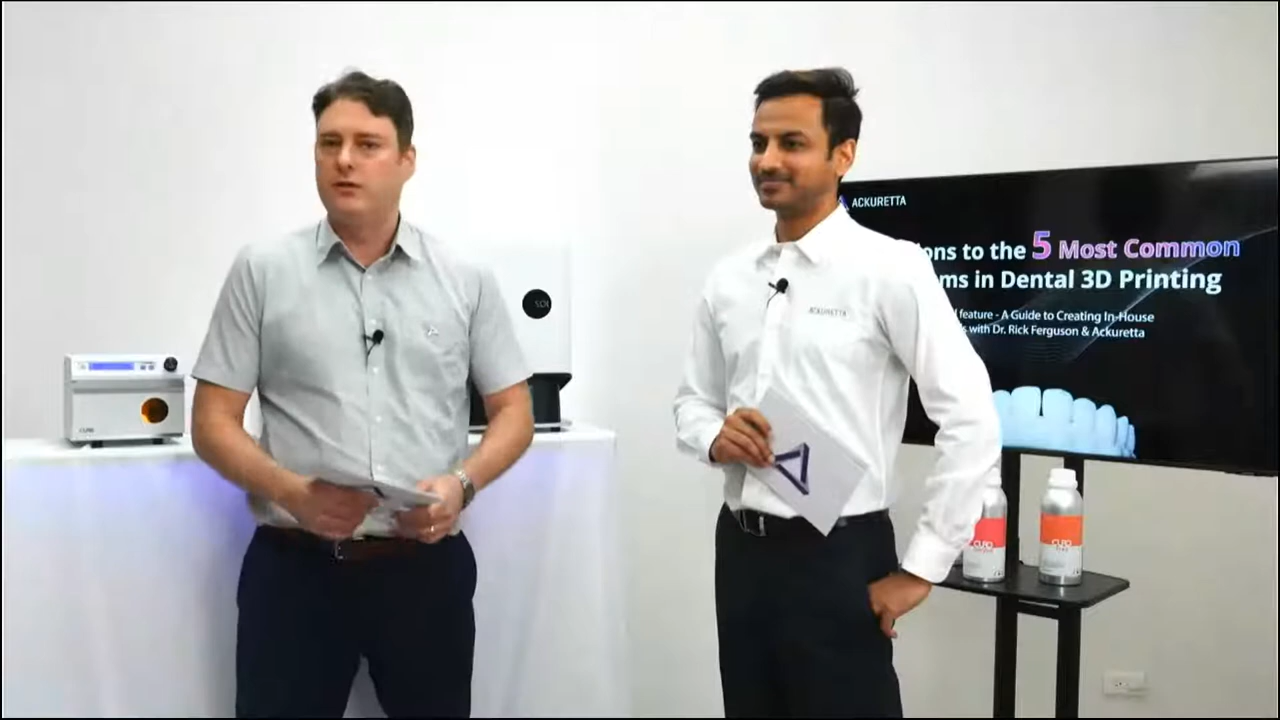 ACKURETTA
ons to the 5 Most Common
ms in Dental 3D Printing
feature - A Guide to Creating In-House
with Dr. Rick Ferguson & Ackuretta
ACKURETTA
SOL
CURO
CURO